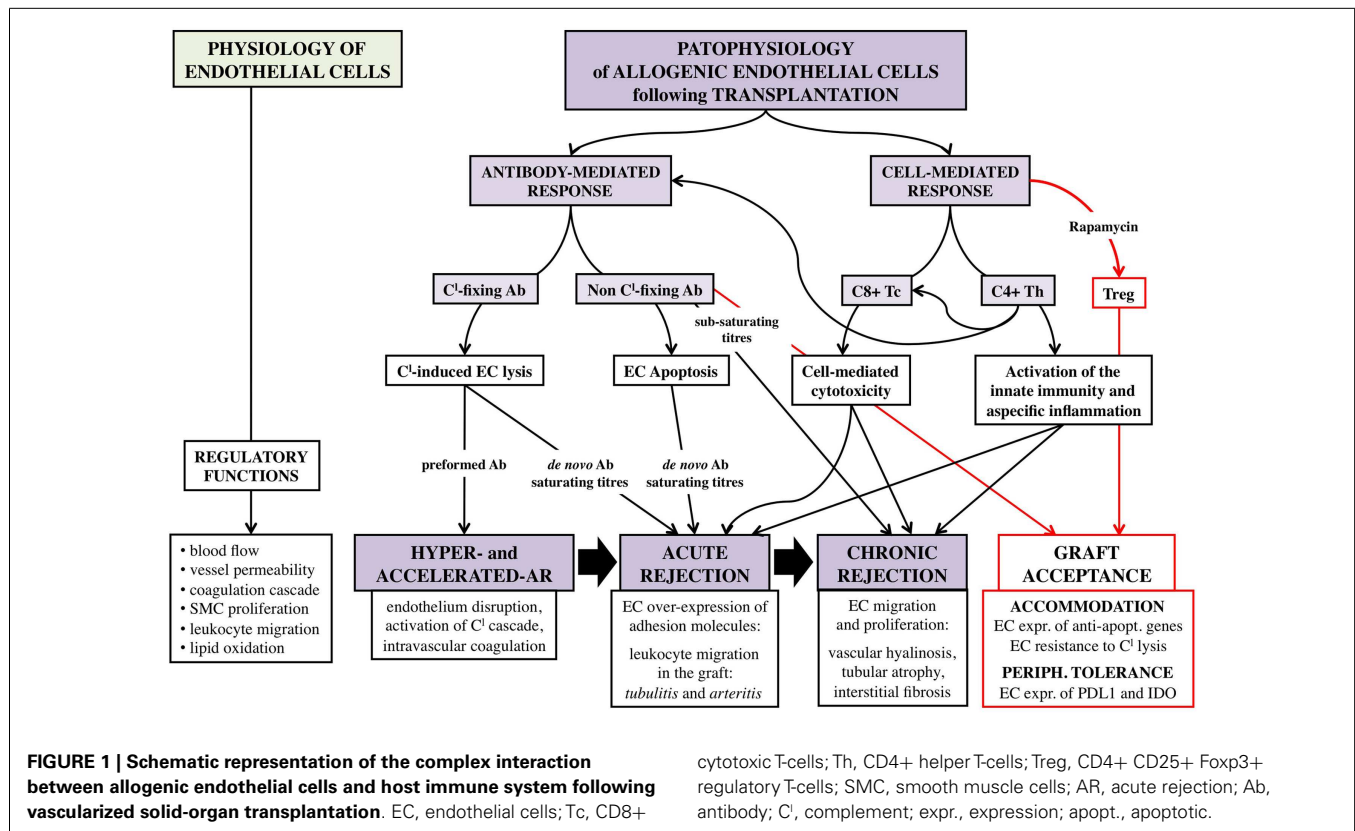 PHYSIOLOGY OF
ENDOTHELIAL CELLS
PATOPHYSIOLOGY
of ALLOGENIC ENDOTHELIAL CELLS
following TRANSPLANTATION
ANTIBODY-MEDIATED
RESPONSE
CELL-MEDIATED
RESPONSE
Rapamycin
C'-fixing Ab
Non C'-fixing Ab
C8+ Tc
C4+ Th
Treg
sub-saturating
titres
C'-induced EC lysis
EC Apoptosis
Cell-mediated
cytotoxicity
Activation of the
innate immunity and
aspecific inflammation
REGULATORY
FUNCTIONS
preformed Ab
de novo Ab
saturating titres
de novo Ab
saturating titres
• blood flow
• vessel permeability
• coagulation cascade
• SMC proliferation
• leukocyte migration
• lipid oxidation
HYPER- and
ACCELERATED-AR
endothelium disruption,
activation of C' cascade,
intravascular coagulation
ACUTE
REJECTION
EC over-expression of
adhesion molecules:
leukocyte migration
in the graft:
tubulitis and arteritis
CHRONIC
REJECTION
EC migration
and proliferation:
vascular hyalinosis,
tubular atrophy,
interstitial fibrosis
GRAFT
ACCEPTANCE
ACCOMMODATION
EC expr. of anti-apopt. genes
EC resistance to C' lysis
PERIPH. TOLERANCE
EC expr. of PDL1 and IDO
FIGURE 1 | Schematic representation of the complex interaction
between allogenic endothelial cells and host immune system following
vascularized solid-organ transplantation. EC, endothelial cells; Tc, CD8+
cytotoxic T-cells; Th, CD4+ helper T-cells; Treg, CD4+ CD25+ Foxp3+
regulatory T-cells; SMC, smooth muscle cells; AR, acute rejection; Ab,
antibody; C', complement; expr., expression; apopt., apoptotic.